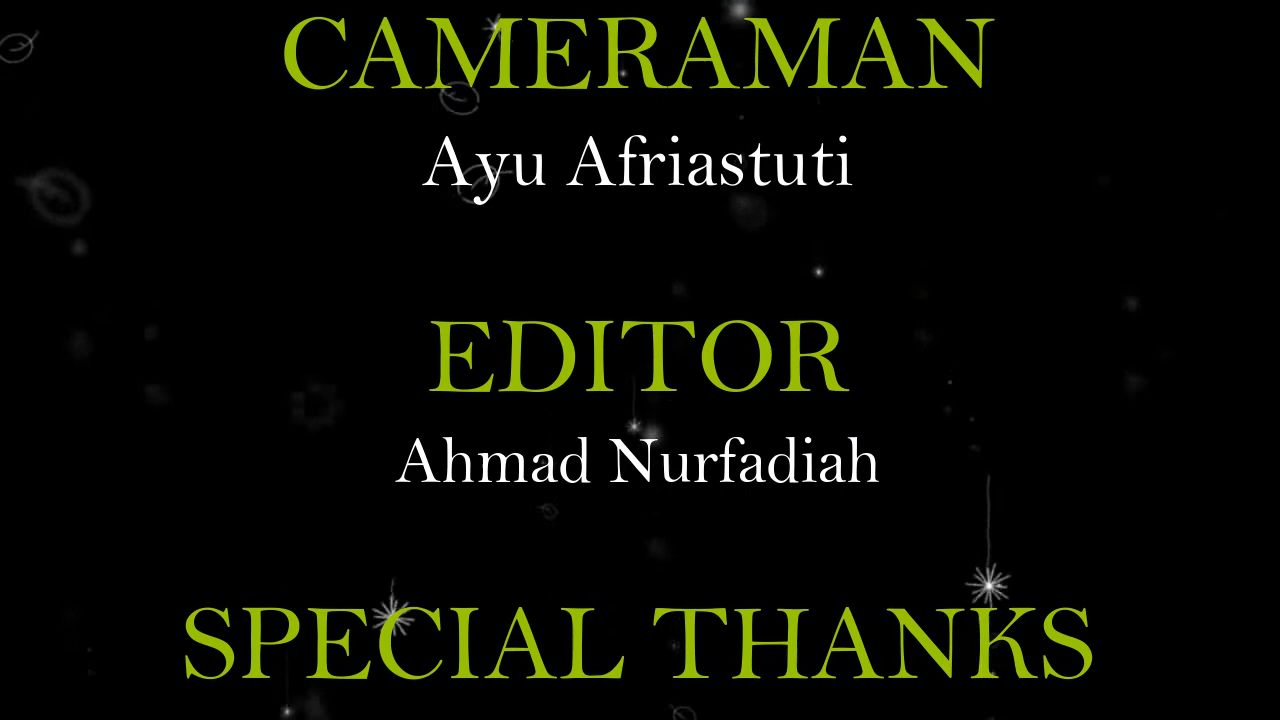 CAMERAMAN
Ayu Afriastuti
EDITOR
Ahmad Nurfadiah
SPECIAL THANKS